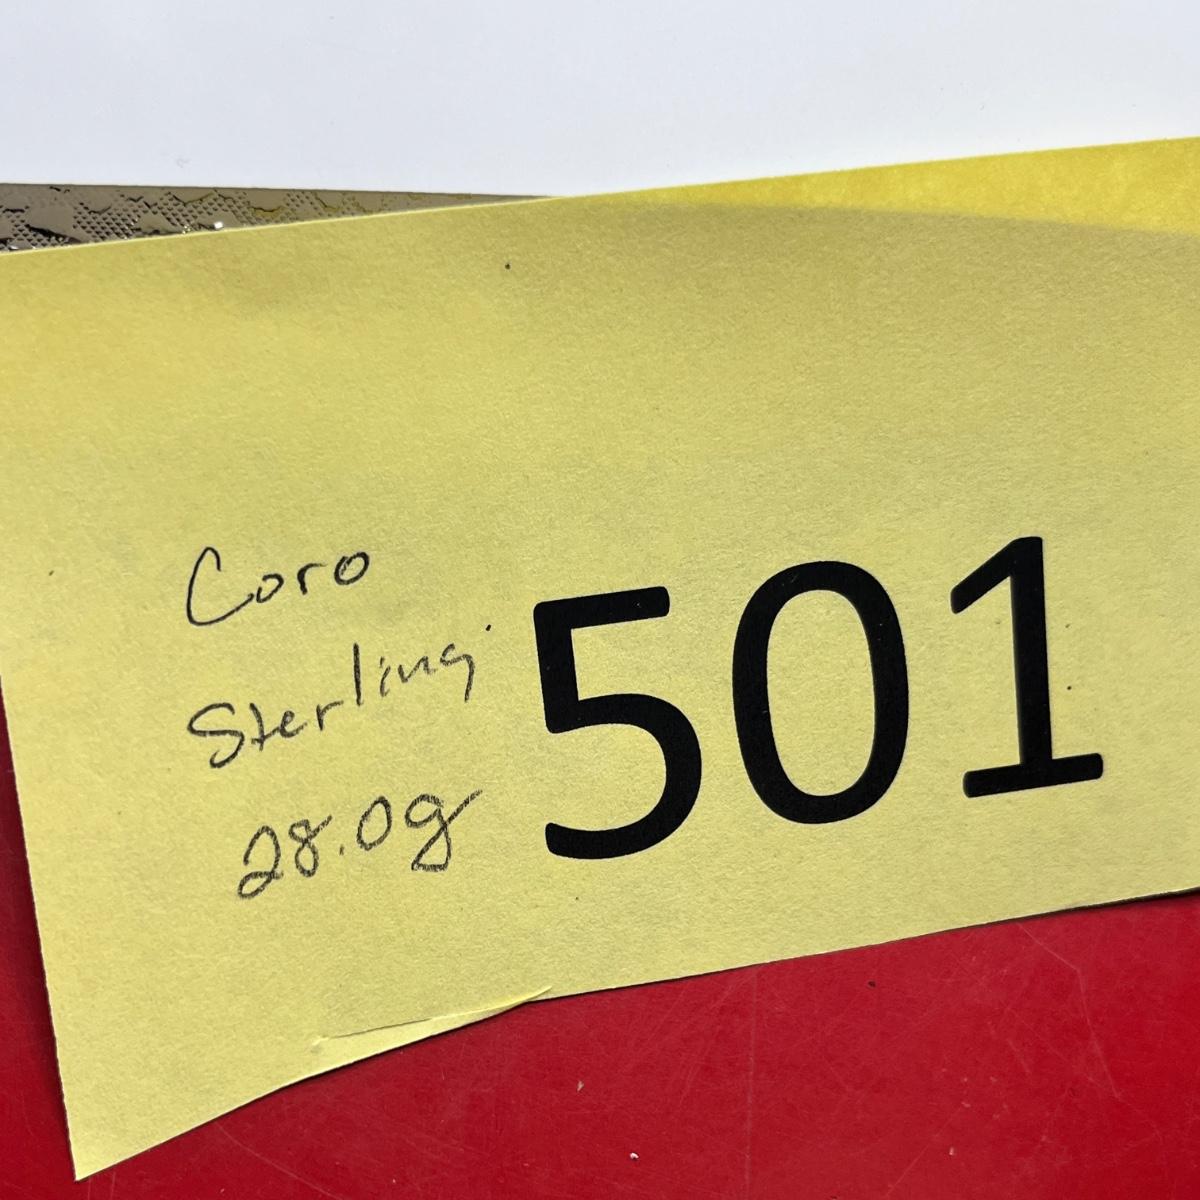 Coro
Sterling
28.0g
501